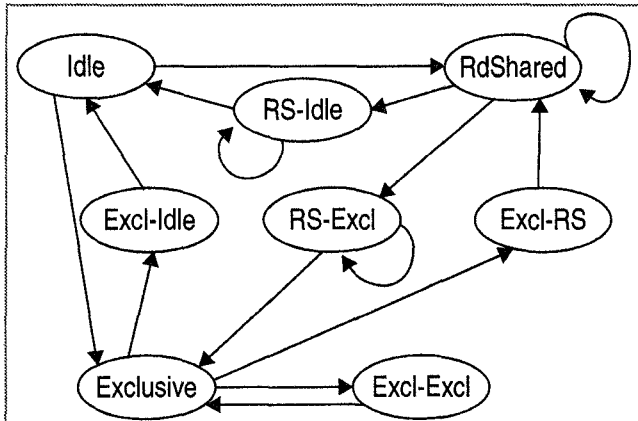 Idle
RdShared
RS-Idle
Excl-Idle
RS-Excl
Excl-RS
Exclusive
Excl-Excl